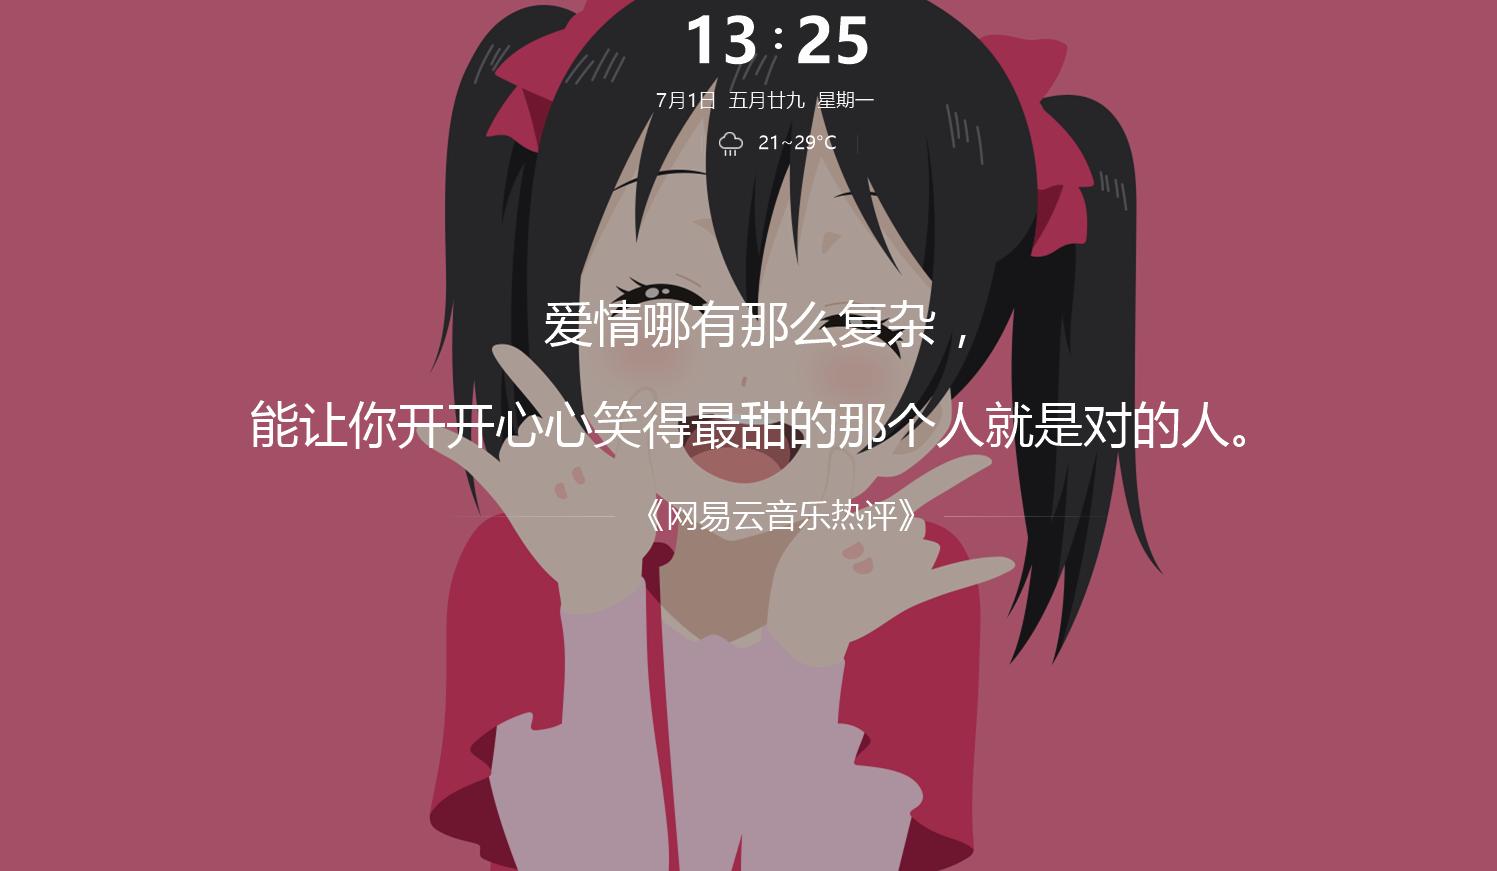 13:25
7月1日 五月廿九 星期一
21~29°C
爱情哪有那么复杂，
能让你开开心心笑得最甜的那个人就是对的人。
《网易云音乐热评》